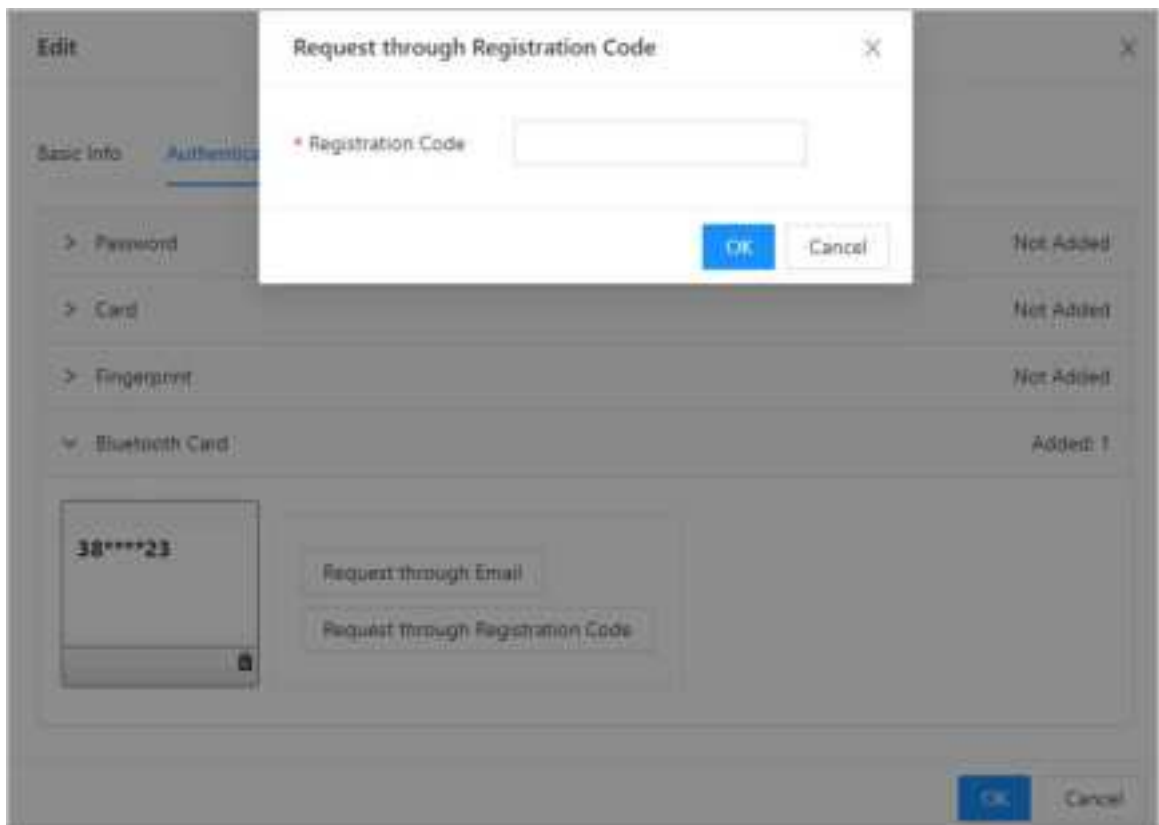 Edit
Request through Registration Code
Basic Info
* Registration Code
OK
Cancel
> Password
Not Added
> Card
Not Added
> Fingerprint
Not Added
Bluetooth Card
Added: 1
38****23
Request through Email
Request through Registration Code
OK
Cancel